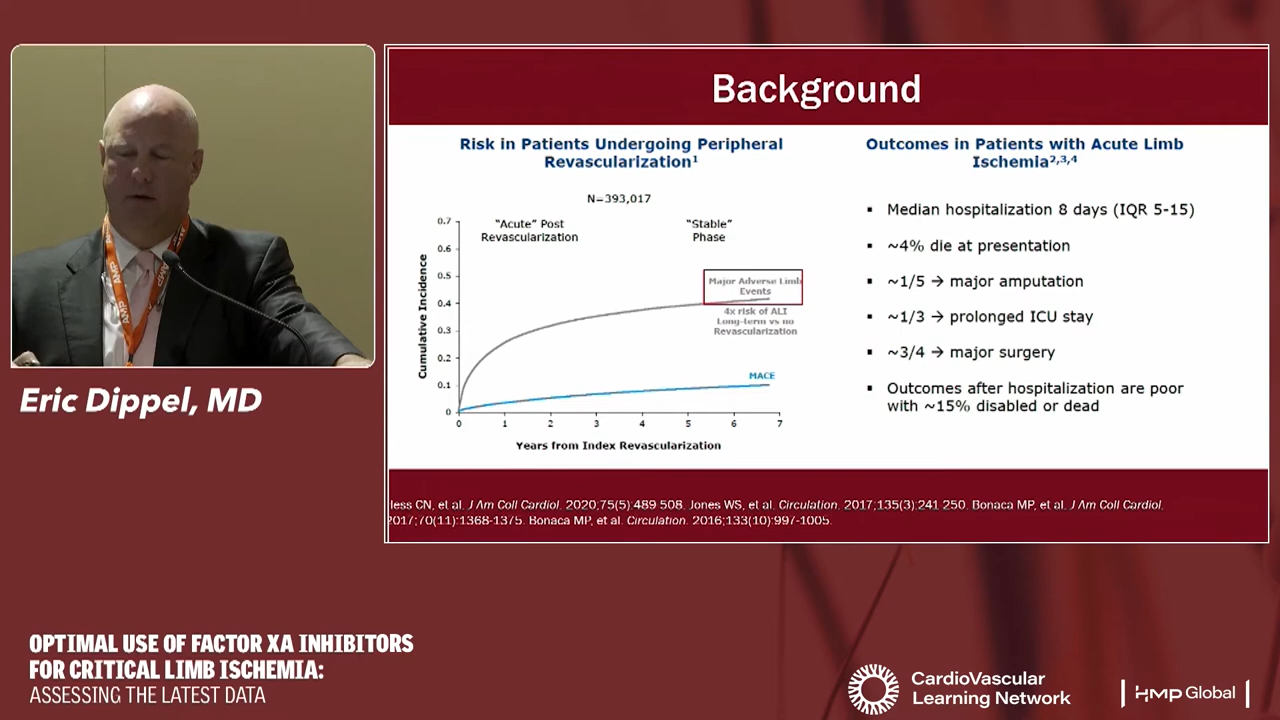 Background
Risk in Patients Undergoing Peripheral
Revascularization1
N=393,017
"Acute" Post
Revascularization
"Stable"
Phase
Cumulative Incidence
0.7
0.6
0.5
0.4
0.3
0.2
0.1
0
Major Adverse Limb
Events
4x risk of ALI
Long-term vs no
Revascularization
MACE
0 1 2 3 4 5 6 7
Years from Index Revascularization
Outcomes in Patients with Acute Limb
Ischemia2,3,4
▪ Median hospitalization 8 days (IQR 5-15)
▪ ~4% die at presentation
▪ ~1/5 → major amputation
▪ ~1/3 → prolonged ICU stay
▪ ~3/4 → major surgery
▪ Outcomes after hospitalization are poor
with ~15% disabled or dead
less CN, et al. J Am Coll Cardiol. 2020;75(5):489 508. Jones WS, et al. Circulation. 2017;135(3):241 250. Bonaca MP, et al. J Am Coll Cardiol.
2017;70(11):1368-1375. Bonaca MP, et al. Circulation. 2016;133(10):997-1005.
AMP
Eric Dippel, MD
OPTIMAL USE OF FACTOR XA INHIBITORS
FOR CRITICAL LIMB ISCHEMIA:
ASSESSING THE LATEST DATA
CardioVascular
Learning Network
HMP Global